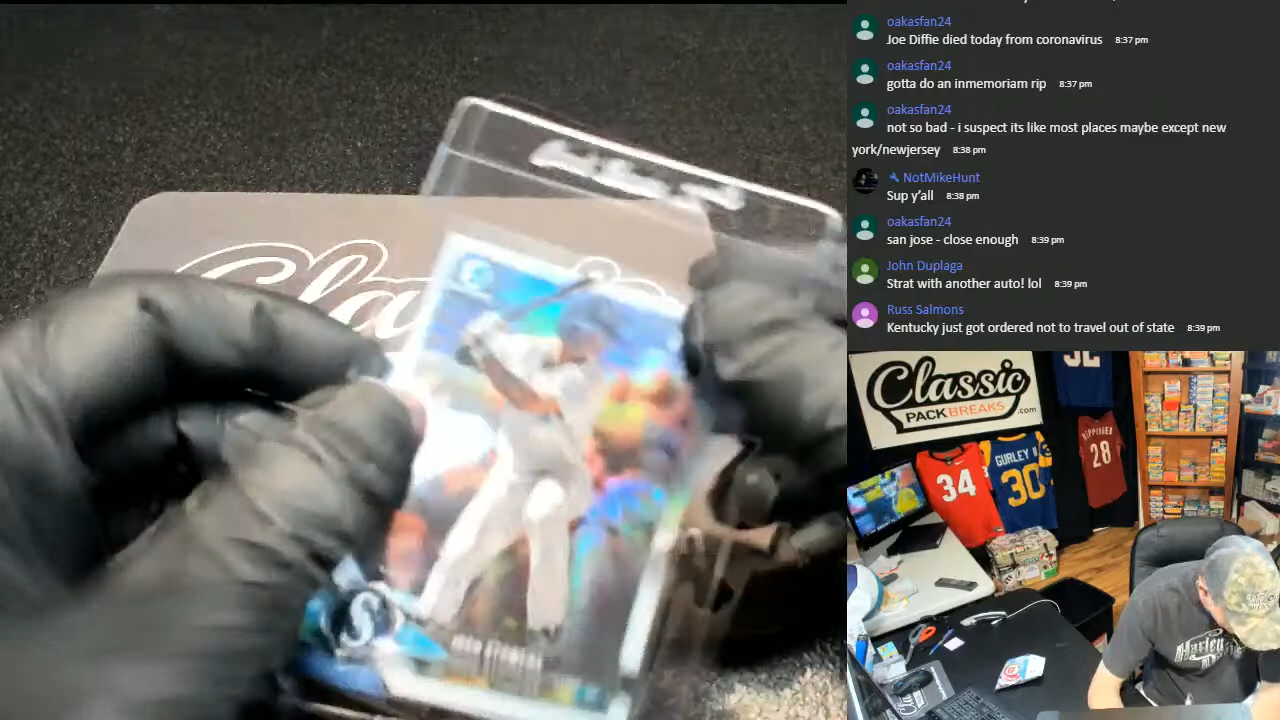 oakasfan24
Joe Diffie died today from coronavirus 8:37 pm
oakasfan24
gotta do an inmemoriam rip 8:37 pm
oakasfan24
not so bad - i suspect its like most places maybe except new
york/newjersey 8:38 pm
NotMikeHunt
Sup y'all 8:38 pm
oakasfan24
san jose - close enough 8:39 pm
John Duplaga
Strat with another auto! lol 8:39 pm
Russ Salmons
Kentucky just got ordered not to travel out of state 8:39 pm
Cla
S
Classic
PACK BREAKS
.com
34
GURLEY II
30
28
32